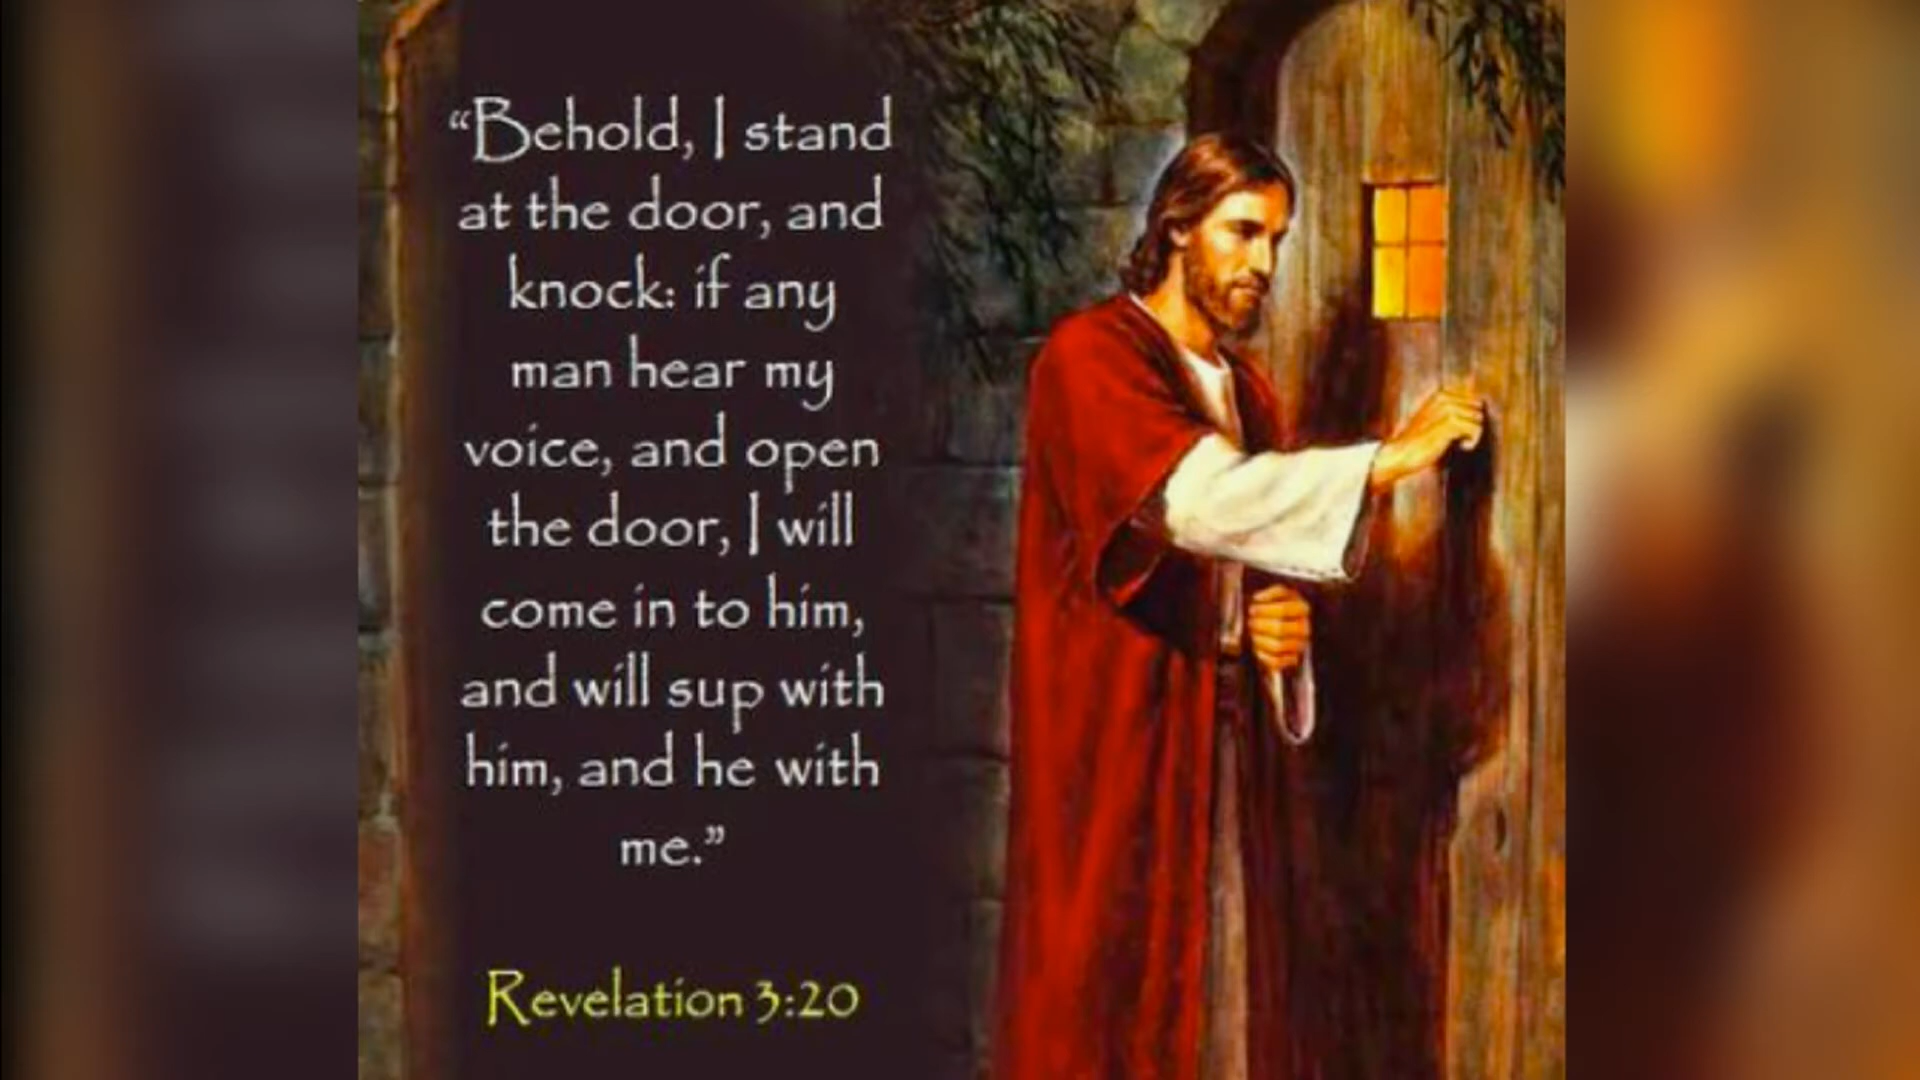 “Behold, I stand
at the door, and
knock: if any
man hear my
voice, and open
the door, I will
come in to him,
and will sup with
him, and he with
me.”
Revelation 3:20